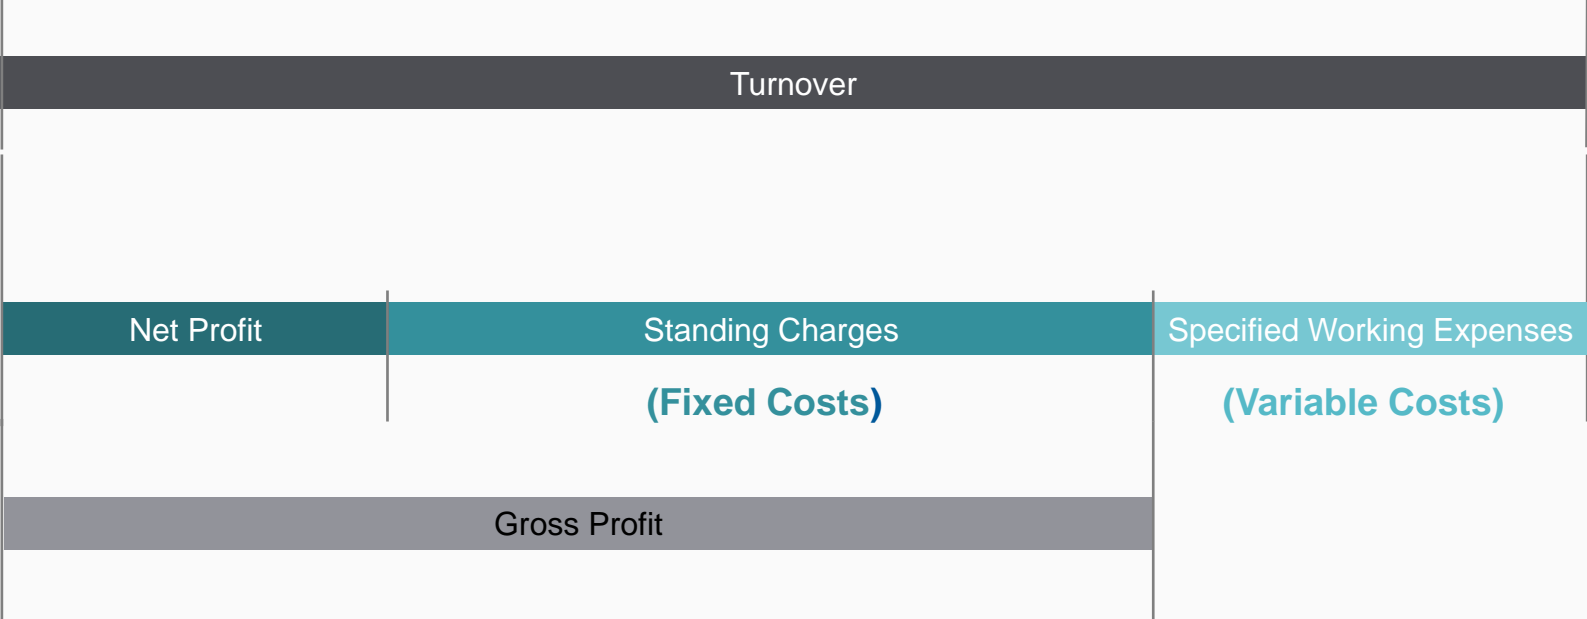 Turnover
Net Profit
Standing Charges
Specified Working Expenses
(Fixed Costs)
(Variable Costs)
Gross Profit